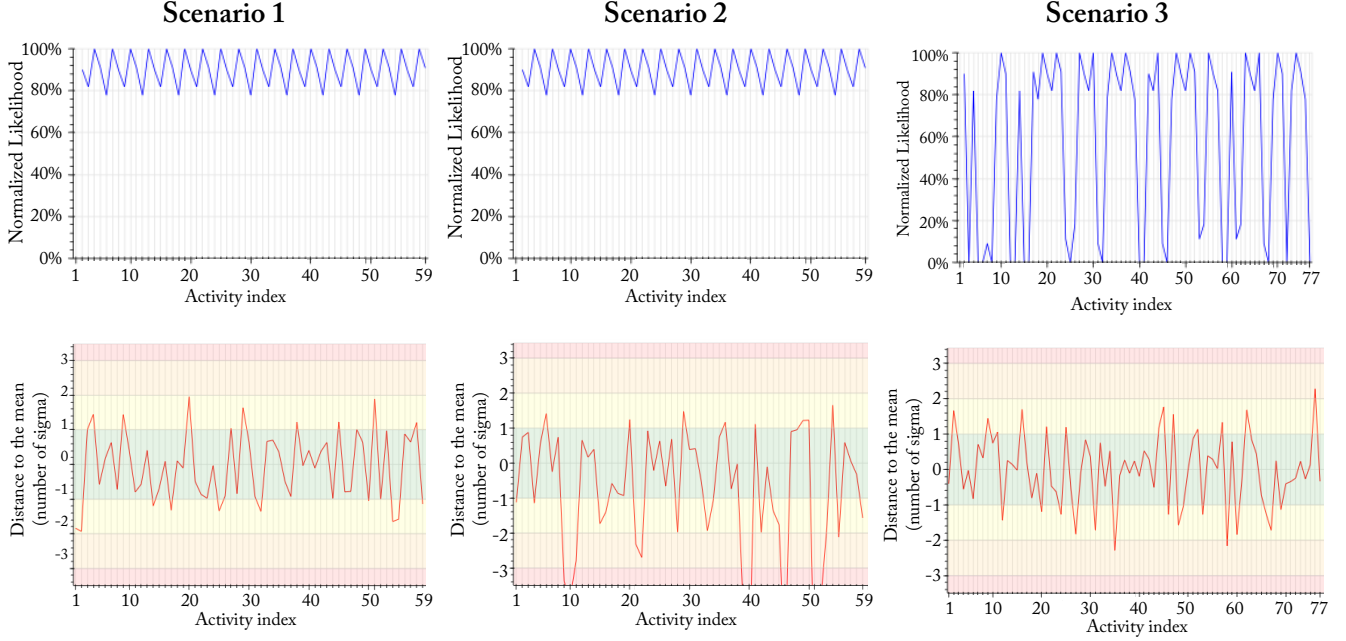 Scenario 1
Scenario 2
Scenario 3
Normalized Likelihood
100%
80%
60%
40%
20%
0%
1 10 20 30 40 50 59
Activity index
Normalized Likelihood
100%
80%
60%
40%
20%
0%
1 10 20 30 40 50 59
Activity index
Normalized Likelihood
100%
80%
60%
40%
20%
0%
1 10 20 30 40 50 60 70 77
Activity index
Distance to the mean
(number of sigma)
3
2
1
0
-1
-2
-3
1 10 20 30 40 50 59
Activity index
Distance to the mean
(number of sigma)
3
2
1
0
-1
-2
-3
1 10 20 30 40 50 59
Activity index
Distance to the mean
(number of sigma)
3
2
1
0
-1
-2
-3
1 10 20 30 40 50 60 70 77
Activity index